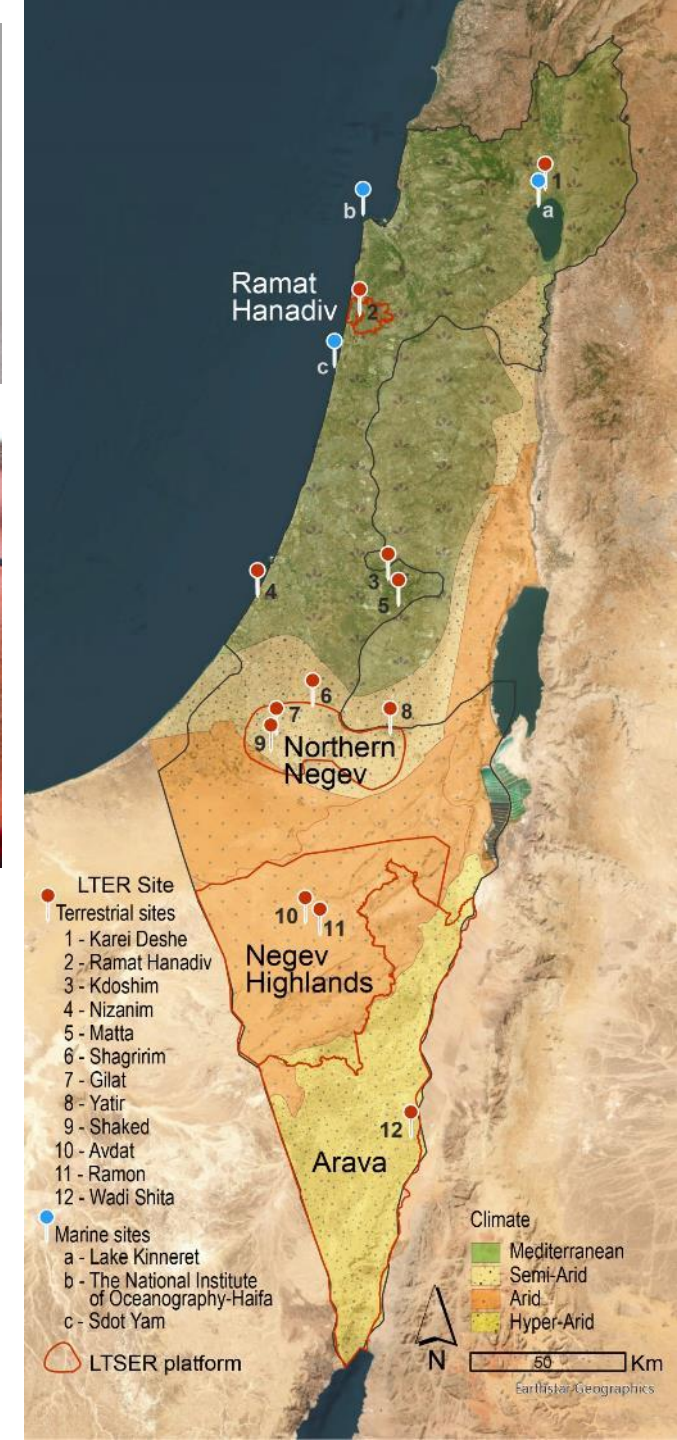 1
a
b
Ramat
Hanadiv
2
c
3
4
5
6
7
8
9
Northern
Negev
10
11
Negev
Highlands
12
Arava
LTER Site
Terrestrial sites
1 - Karei Deshe
2 - Ramat Hanadiv
3 - Kdoshim
4 - Nizanim
5 - Matta
6 - Shagririm
7 - Gilat
8 - Yatir
9 - Shaked
10 - Avdat
11 - Ramon
12 - Wadi Shita
Marine sites
a - Lake Kinneret
b - The National Institute
of Oceanography-Haifa
c - Sdot Yam
LTSER platform
Climate
Mediterranean
Semi-Arid
Arid
Hyper-Arid
N
50 Km
Earthstar Geographics